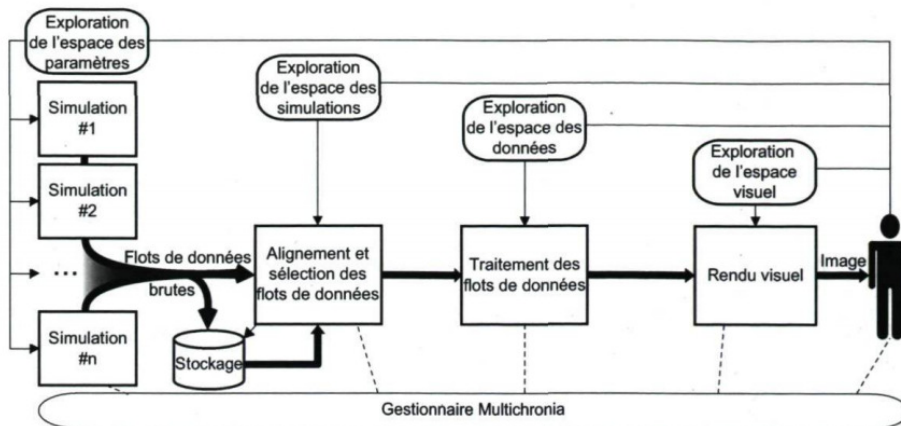 Exploration
de l'espace des
paramètres
Simulation
#1
Simulation
#2
...
Simulation
#n
Flots de données
brutes
Stockage
Exploration
de l'espace des
simulations
Alignement et
sélection des
flots de données
Exploration
de l'espace des
données
Traitement des
flots de données
Exploration
de l'espace
visuel
Rendu visuel
Image
Gestionnaire Multichronia